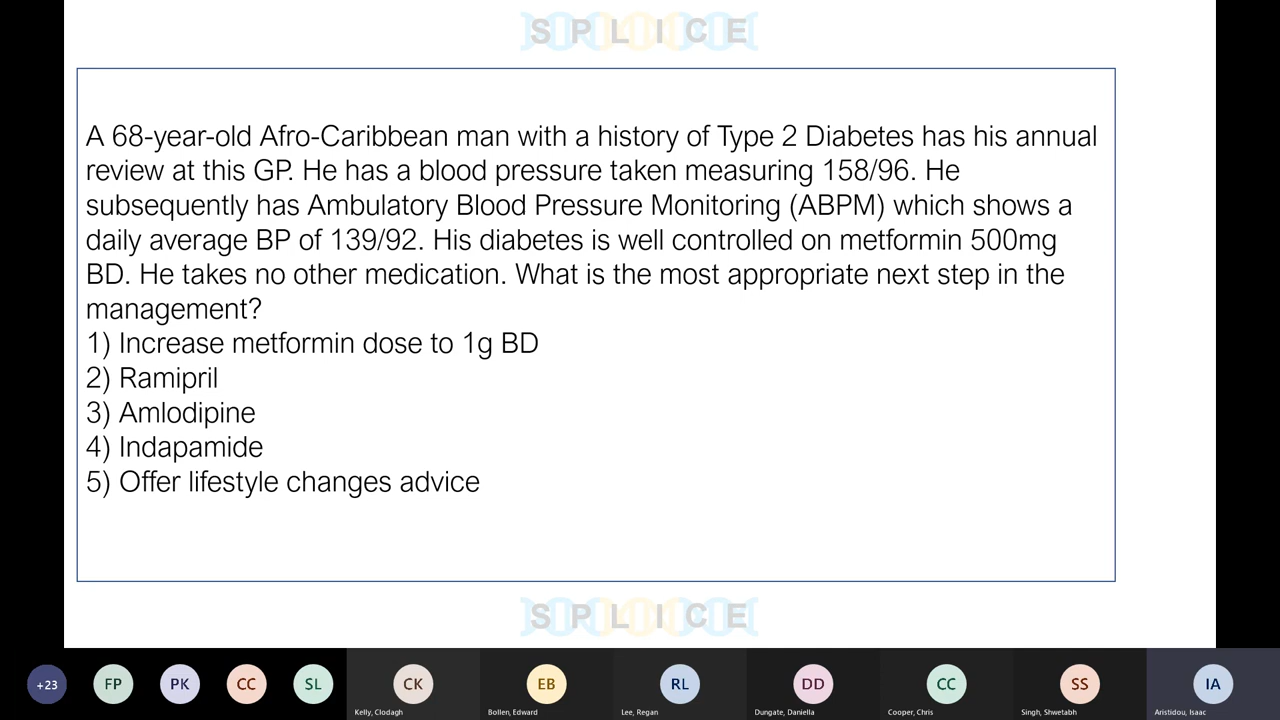 SPLICE
A 68-year-old Afro-Caribbean man with a history of Type 2 Diabetes has his annual
review at this GP. He has a blood pressure taken measuring 158/96. He
subsequently has Ambulatory Blood Pressure Monitoring (ABPM) which shows a
daily average BP of 139/92. His diabetes is well controlled on metformin 500mg
BD. He takes no other medication. What is the most appropriate next step in the
management?
1) Increase metformin dose to 1g BD
2) Ramipril
3) Amlodipine
4) Indapamide
5) Offer lifestyle changes advice
SPLICE
+23 FP PK CC SL CK EB RL DD CC SS IA
Kelly, Clodagh Bollen, Edward Lee, Regan Dungate, Daniella Cooper, Chris Singh, Shwetabh Aristidou, Isaac